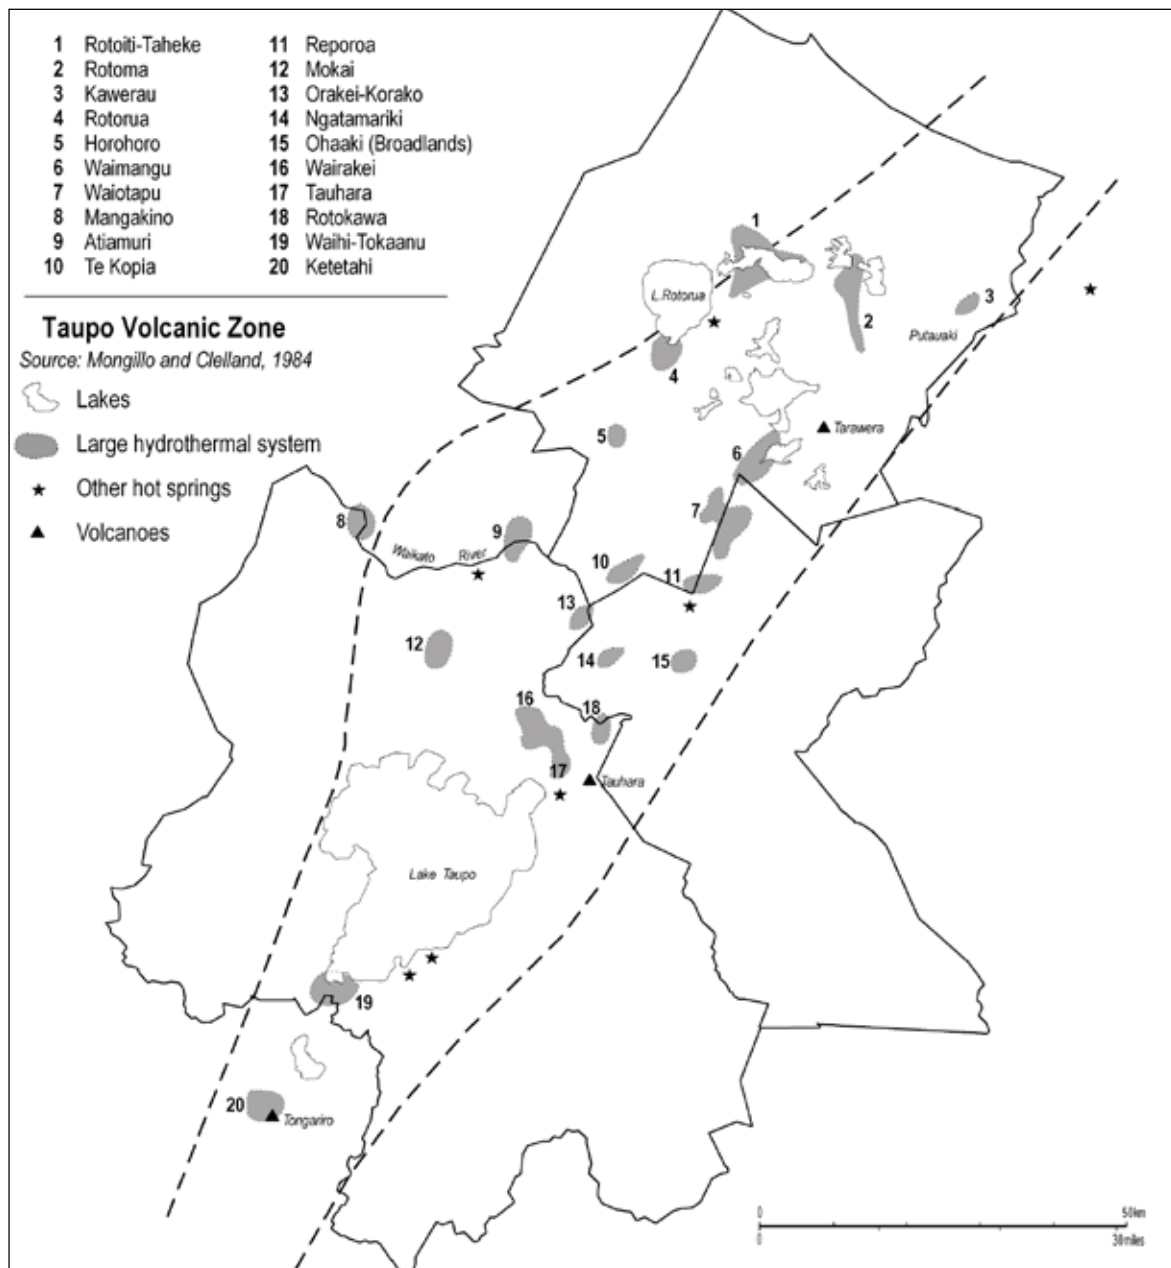 1 Rotoiti-Taheke
2 Rotoma
3 Kawerau
4 Rotorua
5 Horohoro
6 Waimangu
7 Waiotapu
8 Mangakino
9 Atiamuri
10 Te Kopia
11 Reporoa
12 Mokai
13 Orakei-Korako
14 Ngatamariki
15 Ohaaki (Broadlands)
16 Wairakei
17 Tauhara
18 Rotokawa
19 Waihi-Tokaanu
20 Ketetahi
Taupo Volcanic Zone
Source: Mongillo and Clelland, 1984
Lakes
Large hydrothermal system
Other hot springs
Volcanoes
1
L.Rotorua
2
3
Putauaki
4
5
6
Tarawera
7
8
9
Waikato River
10
11
13
12
14
15
16
18
17
Tauhara
Lake Taupo
19
20
Tongariro
0 50 km
0 30 miles